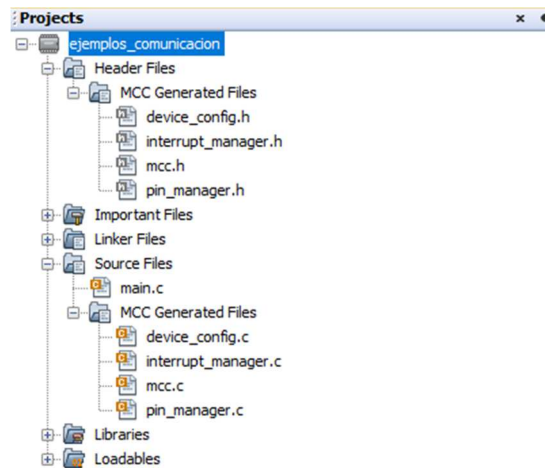 Projects
ejemplos_comunicacion
Header Files
MCC Generated Files
device_config.h
interrupt_manager.h
mcc.h
pin_manager.h
Important Files
Linker Files
Source Files
main.c
MCC Generated Files
device_config.c
interrupt_manager.c
mcc.c
pin_manager.c
Libraries
Loadables